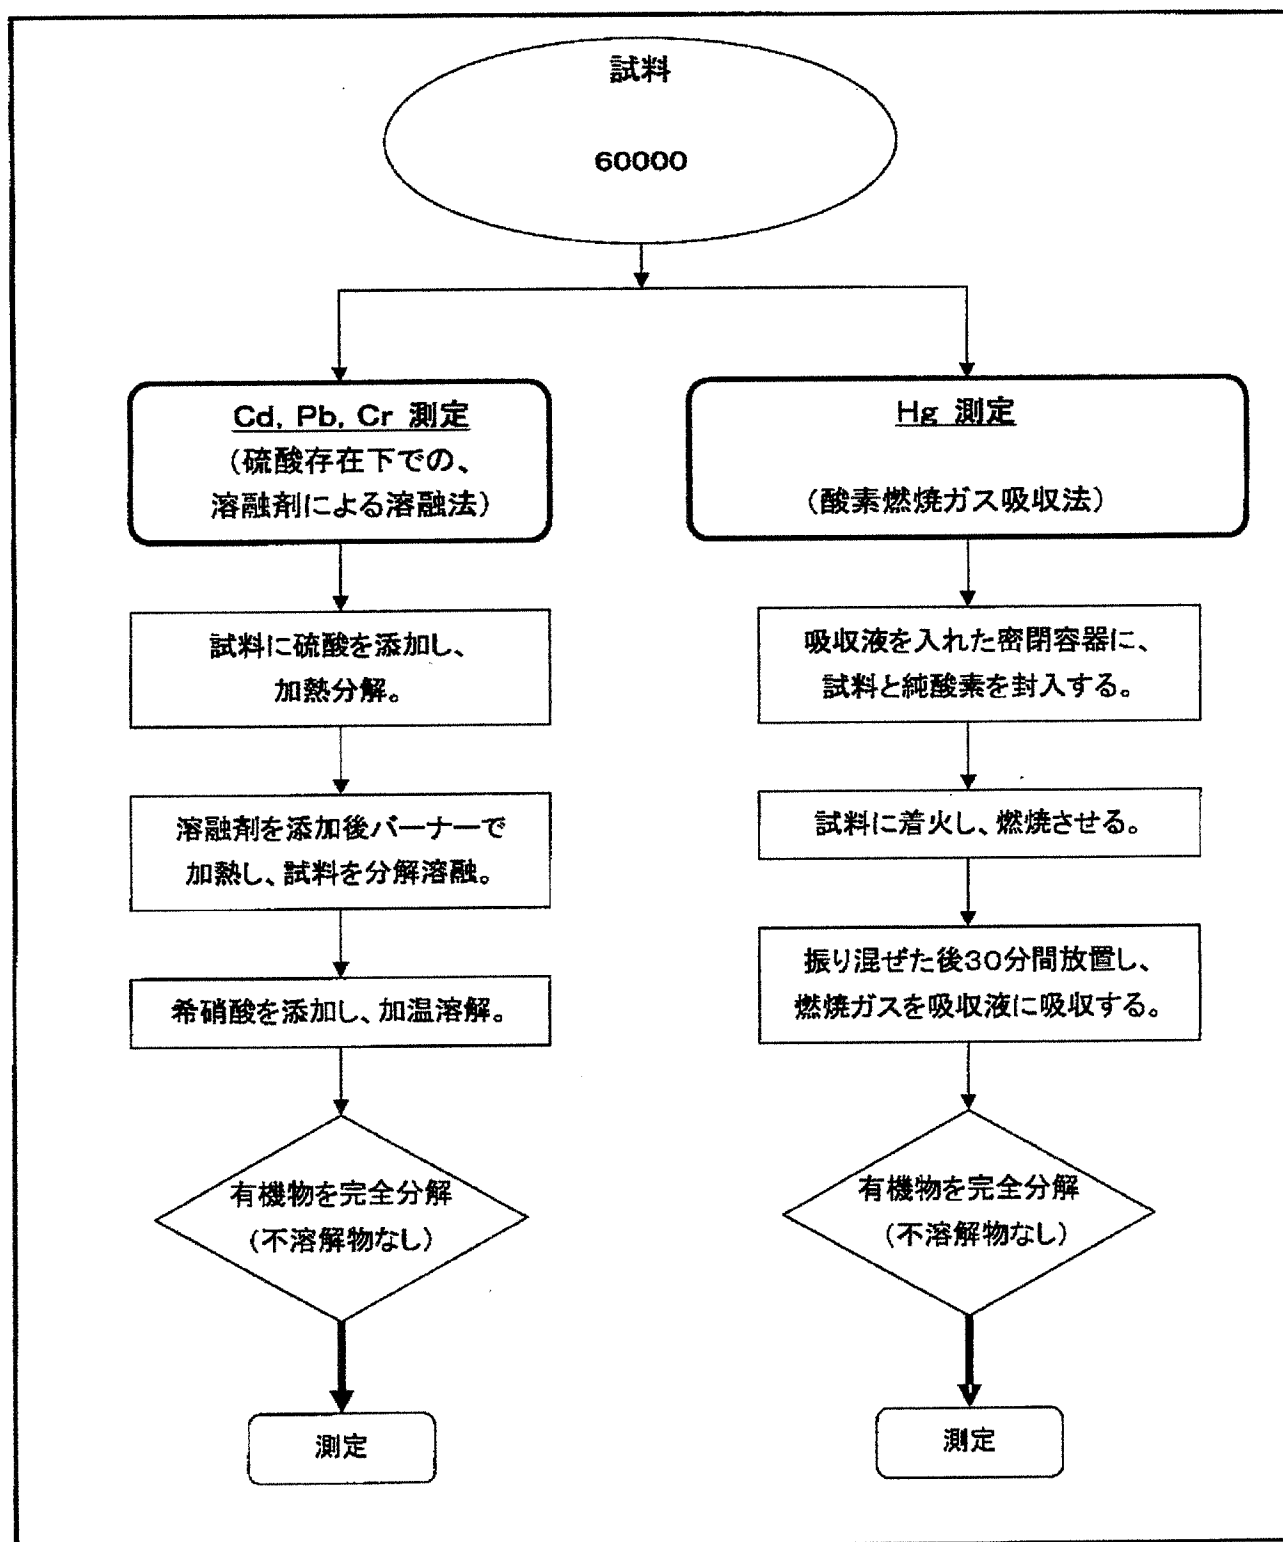 試料
60000
Cd, Pb, Cr 測定
(硫酸存在下での、
溶融剤による溶融法)
試料に硫酸を添加し、
加熱分解。
溶融剤を添加後バーナーで
加熱し、試料を分解溶融。
希硝酸を添加し、加温溶解。
有機物を完全分解
(不溶解物なし)
測定
Hg 測定
(酸素燃焼ガス吸収法)
吸収液を入れた密閉容器に、
試料と純酸素を封入する。
試料に着火し、燃焼させる。
振り混ぜた後30分間放置し、
燃焼ガスを吸収液に吸収する。
有機物を完全分解
(不溶解物なし)
測定